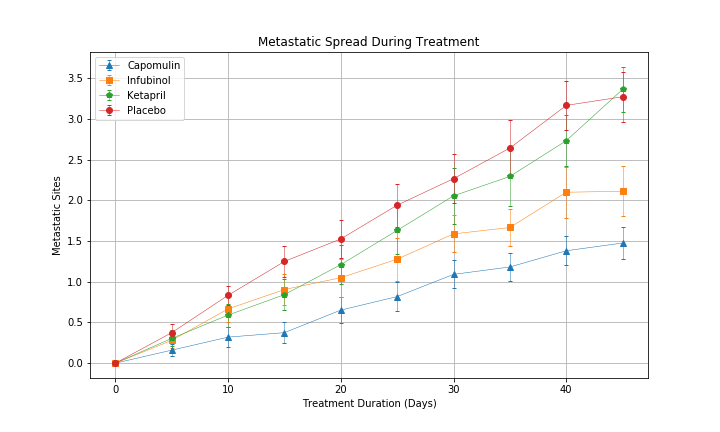 Metastatic Spread During Treatment
Capomulin
Infubinol
Ketapril
Placebo
3.5
3.0
2.5
2.0
1.5
1.0
0.5
0.0
Metastatic Sites
0 10 20 30 40
Treatment Duration (Days)